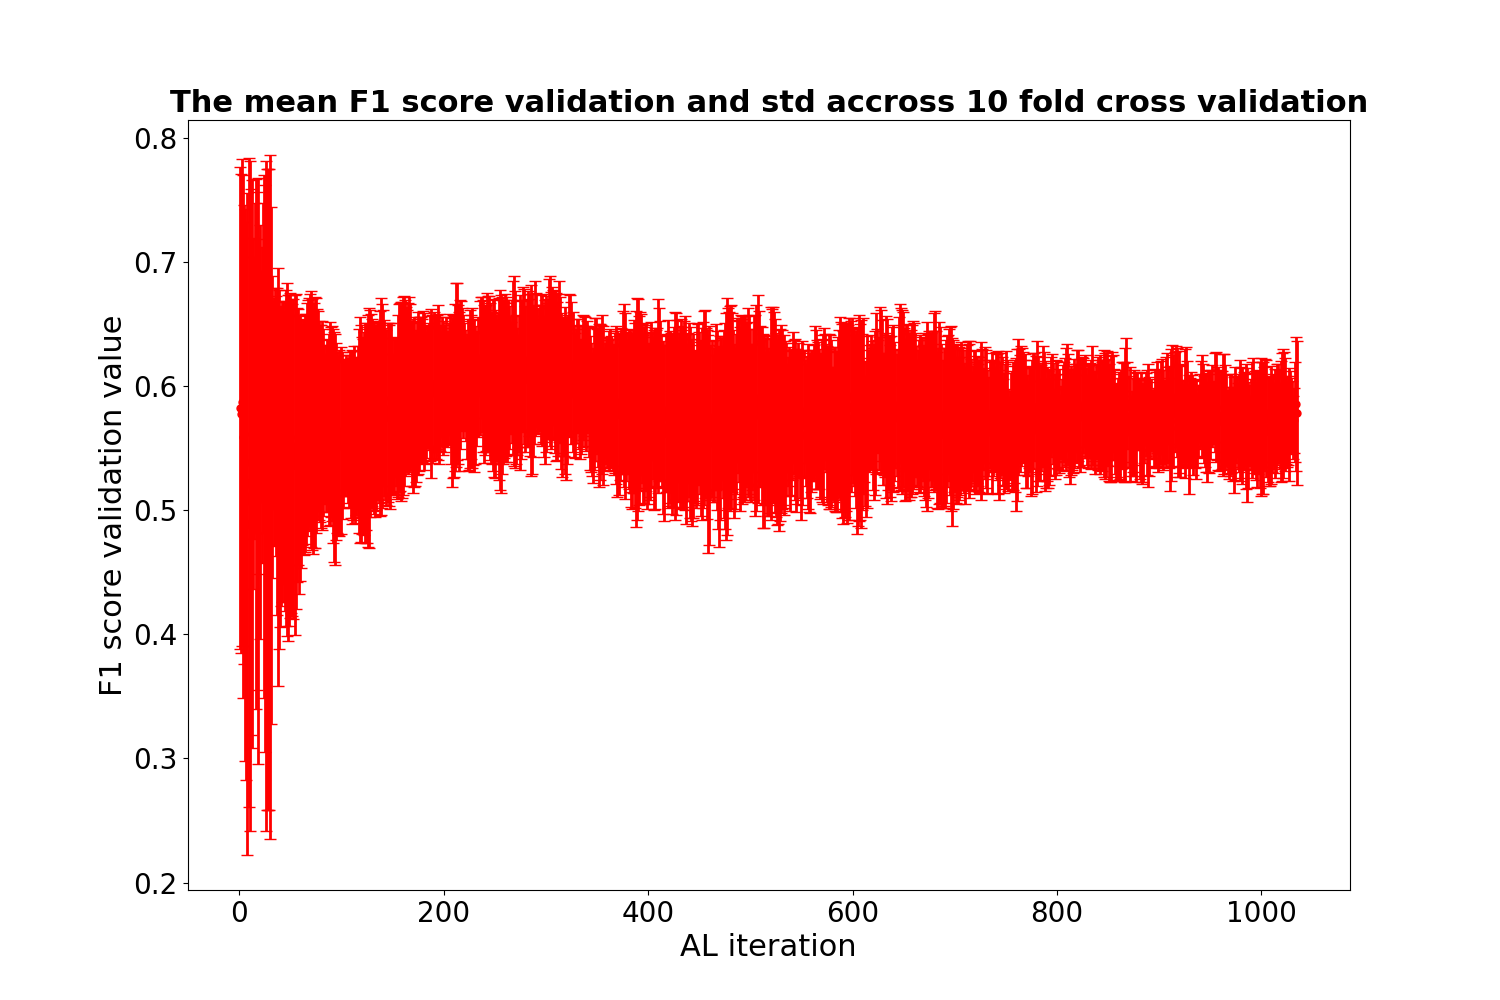 The mean F1 score validation and std accross 10 fold cross validation
0.8
0.7
0.6
0.5
0.4
0.3
0.2
F1 score validation value
0 200 400 600 800 1000
AL iteration